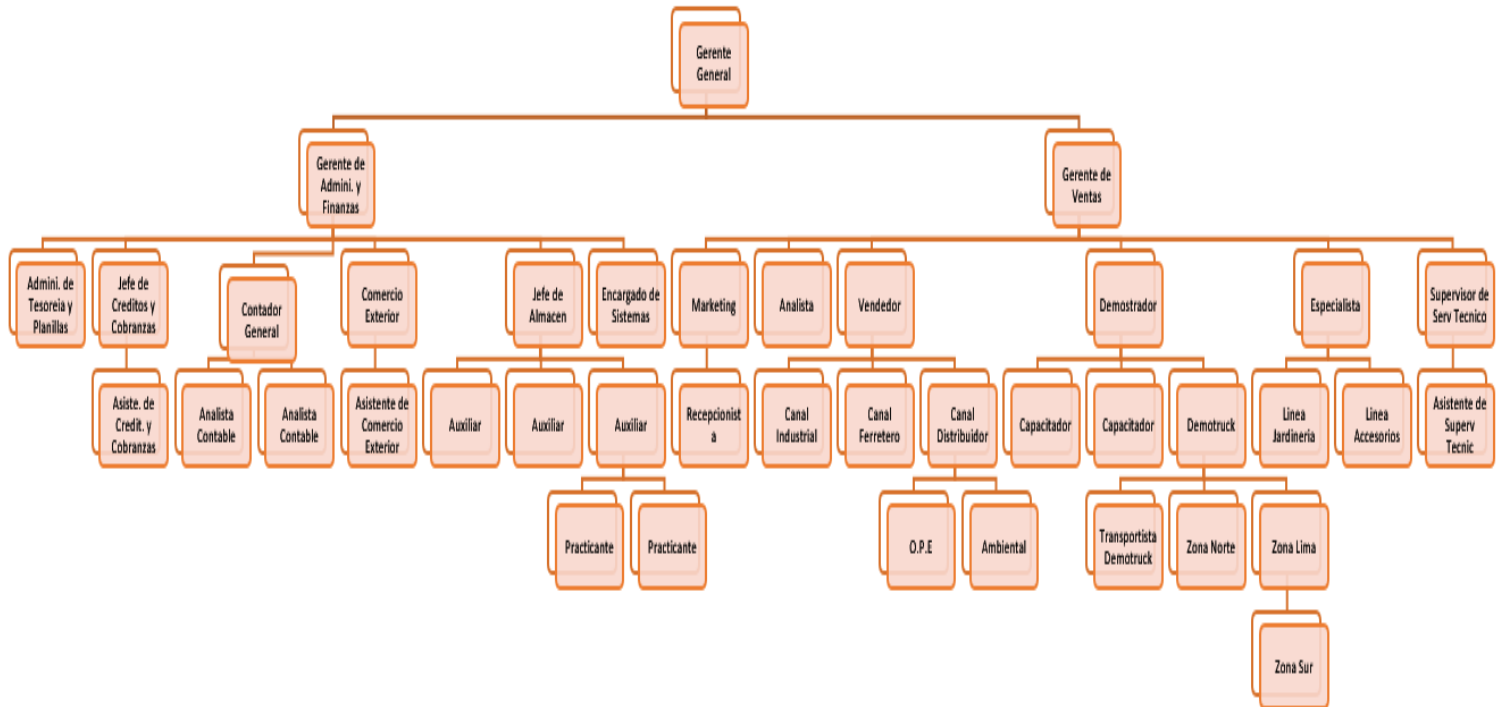 Gerente
General
Gerente de
Admini. y
Finanzas
Gerente de
Ventas
Admini. de
Tesoreia y
Planillas
Jefe de
Creditos y
Cobranzas
Contador
General
Comercio
Exterior
Jefe de
Almacen
Encargado de
Sistemas
Marketing
Analista
Vendedor
Demostrador
Especialista
Supervisor de
Serv Tecnico
Asiste. de
Credit. y
Cobranzas
Analista
Contable
Analista
Contable
Asistente de
Comercio
Exterior
Auxiliar
Auxiliar
Auxiliar
Recepcionist
a
Canal
Industrial
Canal
Ferretero
Canal
Distribuidor
Capacitador
Capacitador
Demotruck
Linea
Jardineria
Linea
Accesorios
Asistente de
Superv
Tecnic
Practicante
Practicante
O.P.E
Ambiental
Transportista
Demotruck
Zona Norte
Zona Lima
Zona Sur